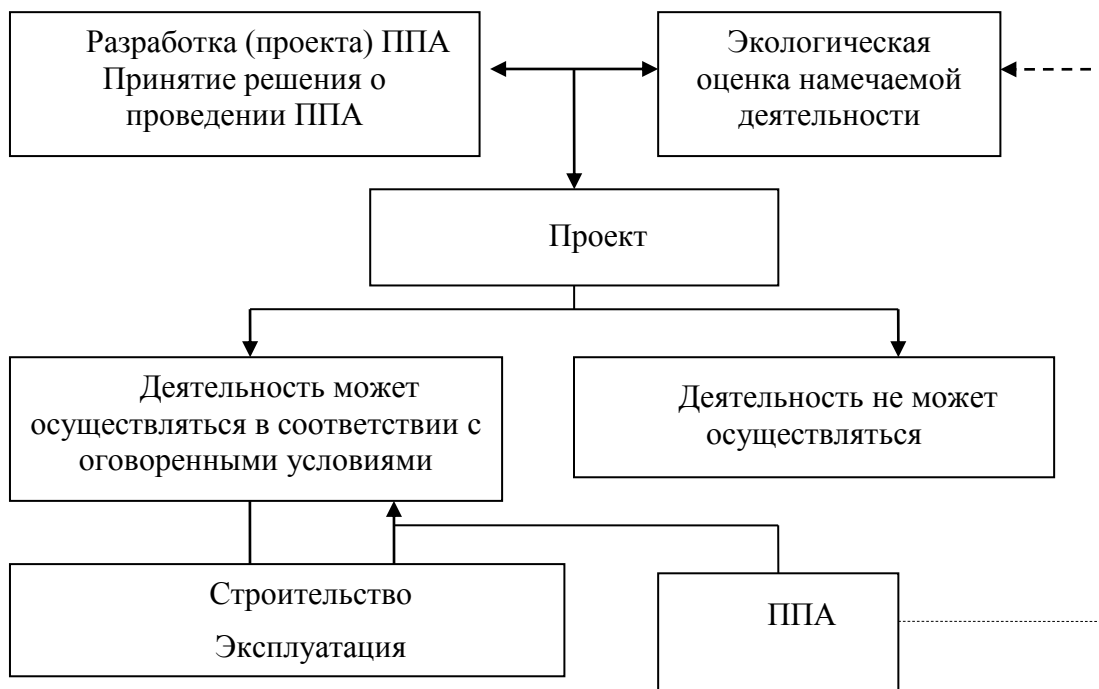 Разработка (проекта) ППА
Принятие решения о
проведении ППА
Экологическая
оценка намечаемой
деятельности
Проект
Деятельность может
осуществляться в соответствии с
оговоренными условиями
Деятельность не может
осуществляться
Строительство
Эксплуатация
ППА